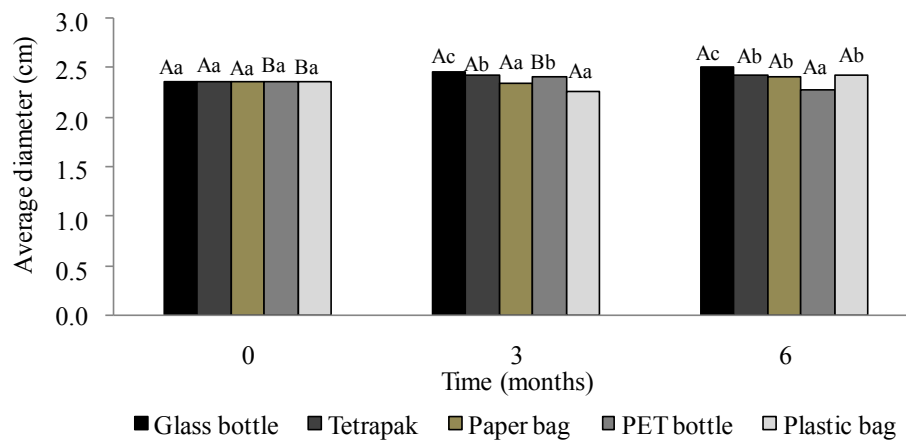 Average diameter (cm)
3.0
2.5
2.0
1.5
1.0
0.5
0.0
Aa Aa Aa Ba Ba
Ac Ab Aa Bb Aa
Ac Ab Ab Aa Ab
0 3 6
Time (months)
Glass bottle Tetrapak Paper bag PET bottle Plastic bag